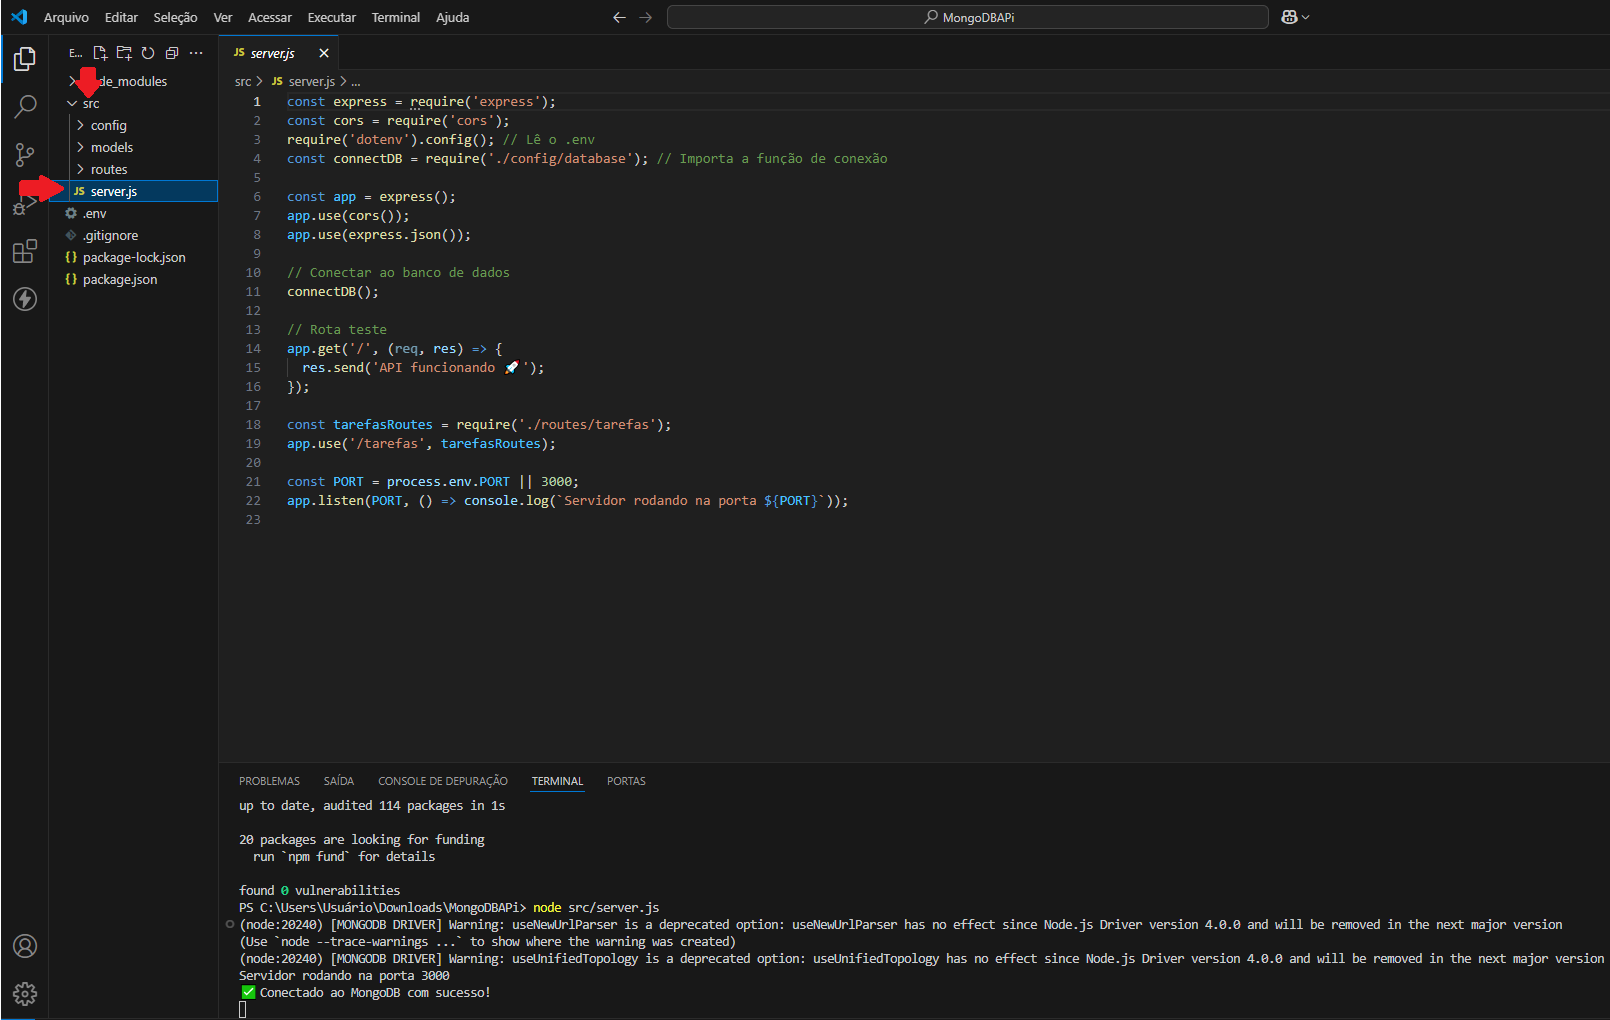 Arquivo Editar Seleção Ver Acessar Executar Terminal Ajuda MongoDBAPi
E...
de_modules
src
config
models
routes
JS server.js
.env
.gitignore
{} package-lock.json
{} package.json
JS server.js
src > JS server.js > ...
1 const express = require('express');
2 const cors = require('cors');
3 require('dotenv').config(); // Lê o .env
4 const connectDB = require('./config/database'); // Importa a função de conexão
5
6 const app = express();
7 app.use(cors());
8 app.use(express.json());
9
10 // Conectar ao banco de dados
11 connectDB();
12
13 // Rota teste
14 app.get('/', (req, res) => {
15 res.send('API funcionando 🚀');
16 });
17
18 const tarefasRoutes = require('./routes/tarefas');
19 app.use('/tarefas', tarefasRoutes);
20
21 const PORT = process.env.PORT || 3000;
22 app.listen(PORT, () => console.log(`Servidor rodando na porta ${PORT}`));
23
PROBLEMAS SAÍDA CONSOLE DE DEPURAÇÃO TERMINAL PORTAS
up to date, audited 114 packages in 1s
20 packages are looking for funding
run `npm fund` for details
found 0 vulnerabilities
PS C:\Users\Usuário\Downloads\MongoDBAPi> node src/server.js
(node:20240) [MONGODB DRIVER] Warning: useNewUrlParser is a deprecated option: useNewUrlParser has no effect since Node.js Driver version 4.0.0 and will be removed in the next major version
(Use `node --trace-warnings ...` to show where the warning was created)
(node:20240) [MONGODB DRIVER] Warning: useUnifiedTopology is a deprecated option: useUnifiedTopology has no effect since Node.js Driver version 4.0.0 and will be removed in the next major version
Servidor rodando na porta 3000
✅ Conectado ao MongoDB com sucesso!